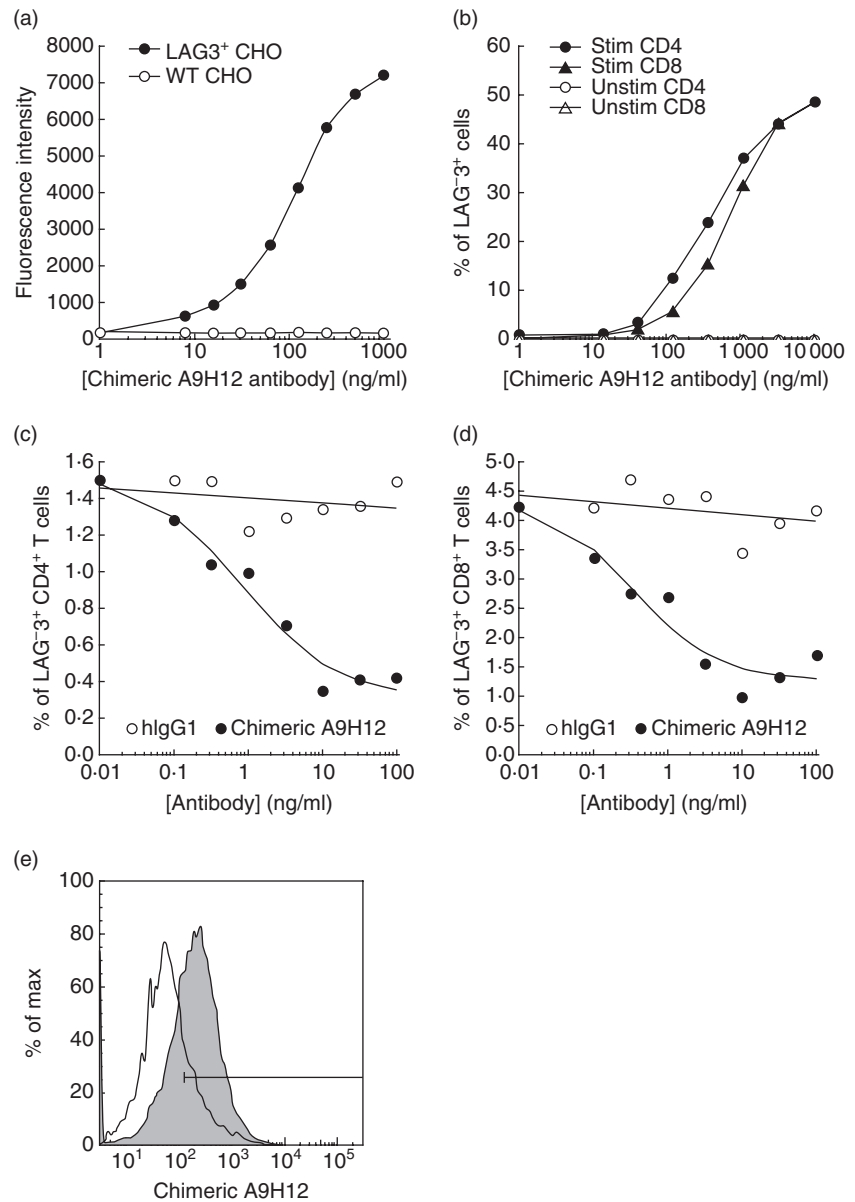 (a)
8000
7000
6000
5000
4000
3000
2000
1000
0
Fluorescence intensity
LAG3⁺ CHO
WT CHO
1 10 100 1000
[Chimeric A9H12 antibody] (ng/ml)
(b)
60
50
40
30
20
10
0
% of LAG⁻3⁺ cells
Stim CD4
Stim CD8
Unstim CD4
Unstim CD8
1 10 100 1000 10 000
[Chimeric A9H12 antibody] (ng/ml)
(c)
1·6
1·4
1·2
1·0
0·8
0·6
0·4
0·2
0·0
% of LAG⁻3⁺ CD4⁺ T cells
hIgG1 Chimeric A9H12
0·01 0·1 1 10 100
[Antibody] (ng/ml)
(d)
5·0
4·5
4·0
3·5
3·0
2·5
2·0
1·5
1·0
0·5
0·0
% of LAG⁻3⁺ CD8⁺ T cells
hIgG1 Chimeric A9H12
0·01 0·1 1 10 100
[Antibody] (ng/ml)
(e)
100
80
60
40
20
0
% of max
10¹ 10² 10³ 10⁴ 10⁵
Chimeric A9H12